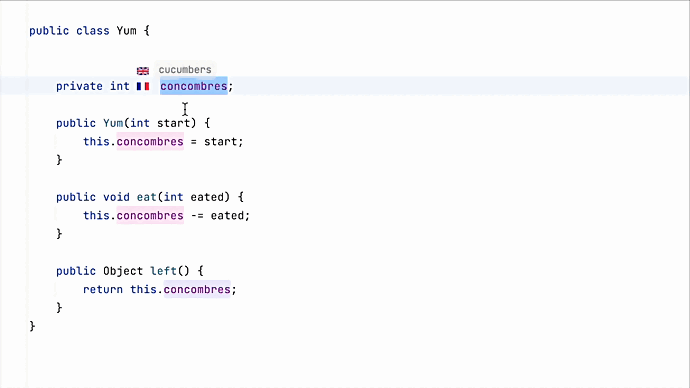 public class Yum {
cucumbers
private int concombres;
public Yum(int start) {
this.concombres = start;
}
public void eat(int eated) {
this.concombres -= eated;
}
public Object left() {
return this.concombres;
}
}